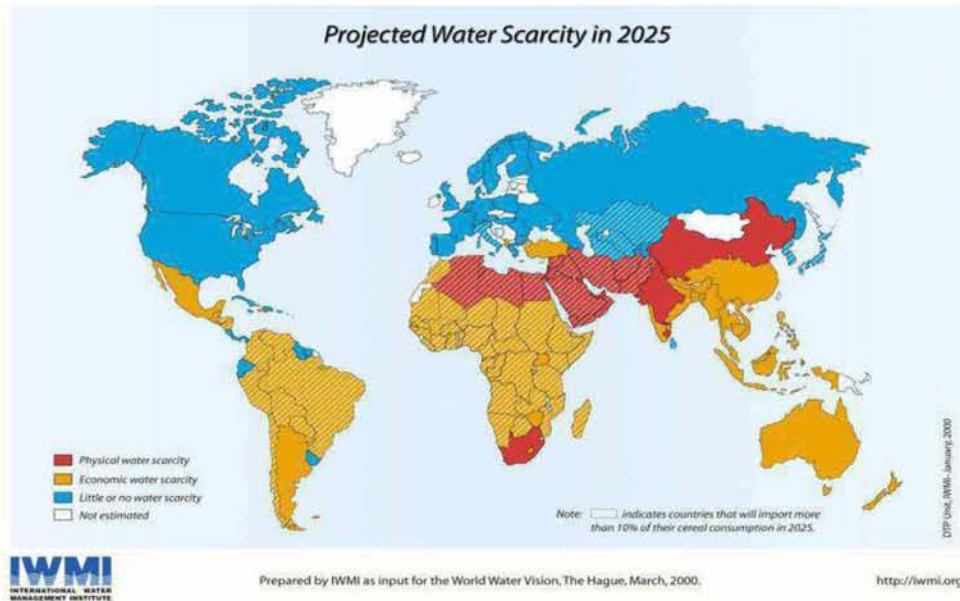 Projected Water Scarcity in 2025
Physical water scarcity
Economic water scarcity
Little or no water scarcity
Not estimated
Note: indicates countries that will import more
than 10% of their cereal consumption in 2025.
DTP Unit, IWMI- January, 2000
IWMI
INTERNATIONAL WATER
MANAGEMENT INSTITUTE
Prepared by IWMI as input for the World Water Vision, The Hague, March, 2000.
http://iwmi.org